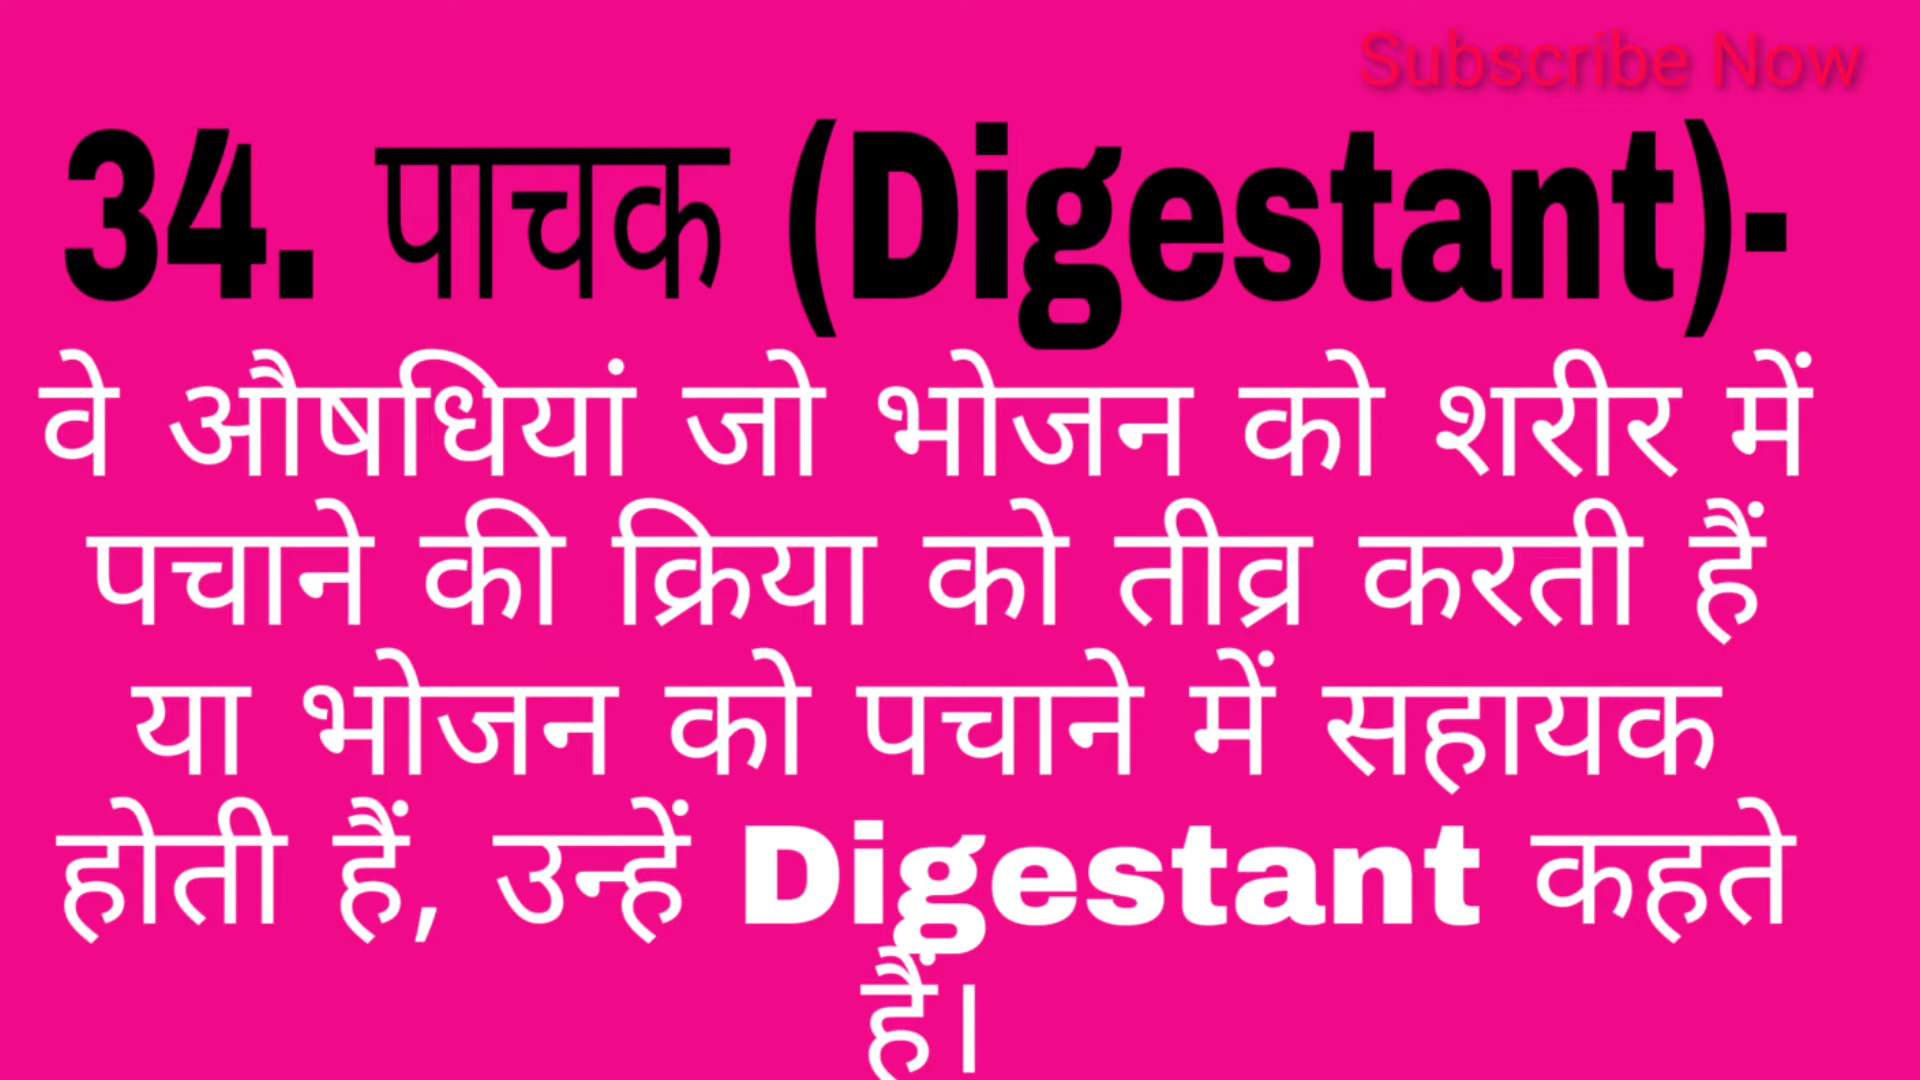 Subscribe Now
34. पाचक (Digestant)-
वे औषधियां जो भोजन को शरीर में
पचाने की क्रिया को तीव्र करती हैं
या भोजन को पचाने में सहायक
होती हैं, उन्हें Digestant कहते
हैं।